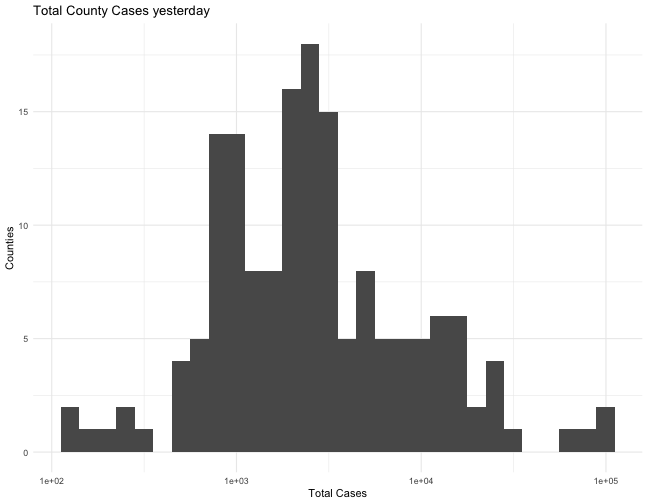 Total County Cases yesterday
15
10
5
0
Counties
1e+02
1e+03
1e+04
1e+05
Total Cases